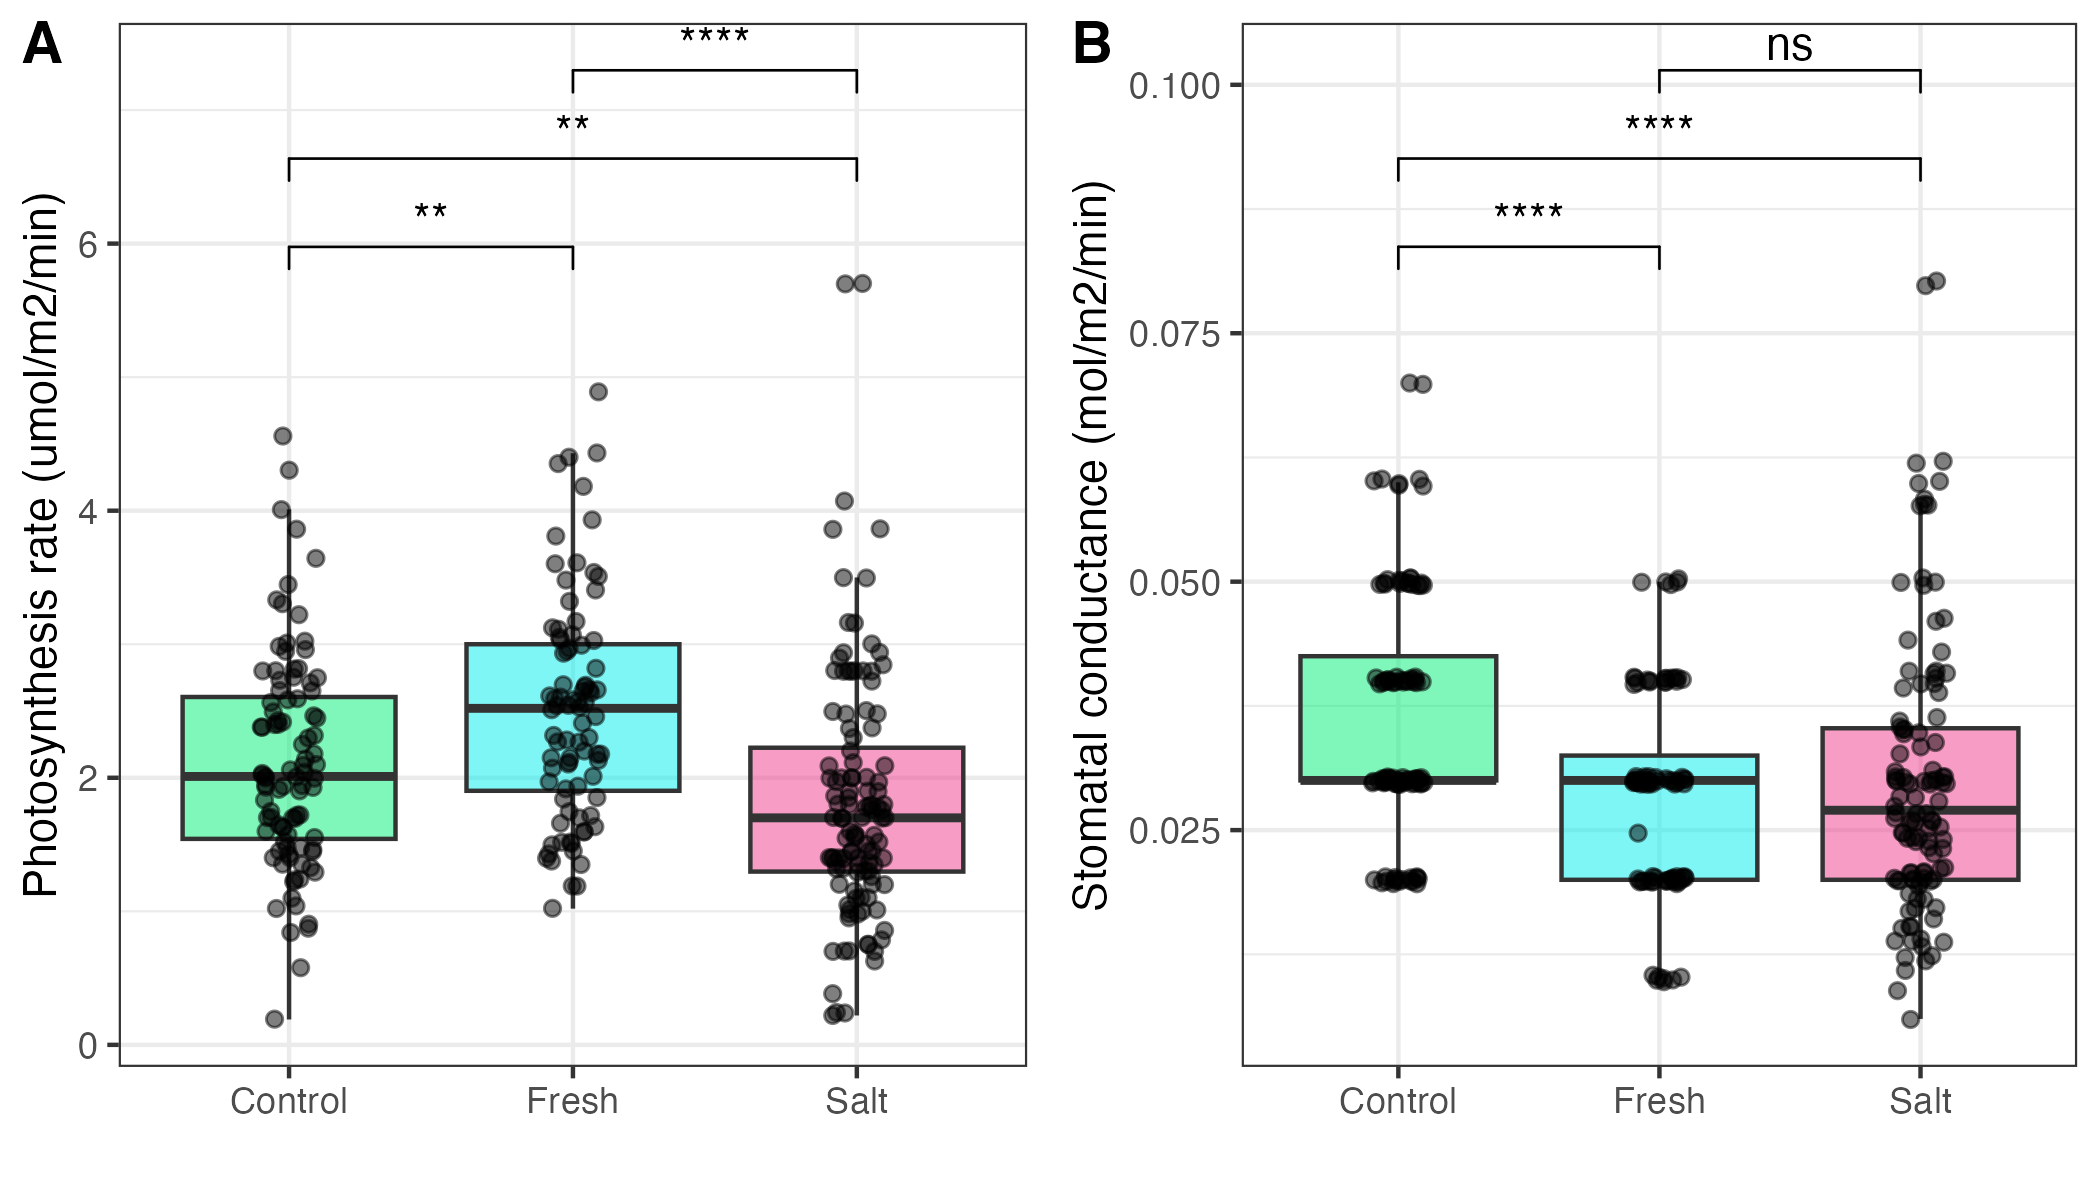 A
Photosynthesis rate (umol/m2/min)
6
4
2
0
****
**
**
Control
Fresh
Salt
B
Stomatal conductance (mol/m2/min)
0.100
0.075
0.050
0.025
ns
****
****
Control
Fresh
Salt